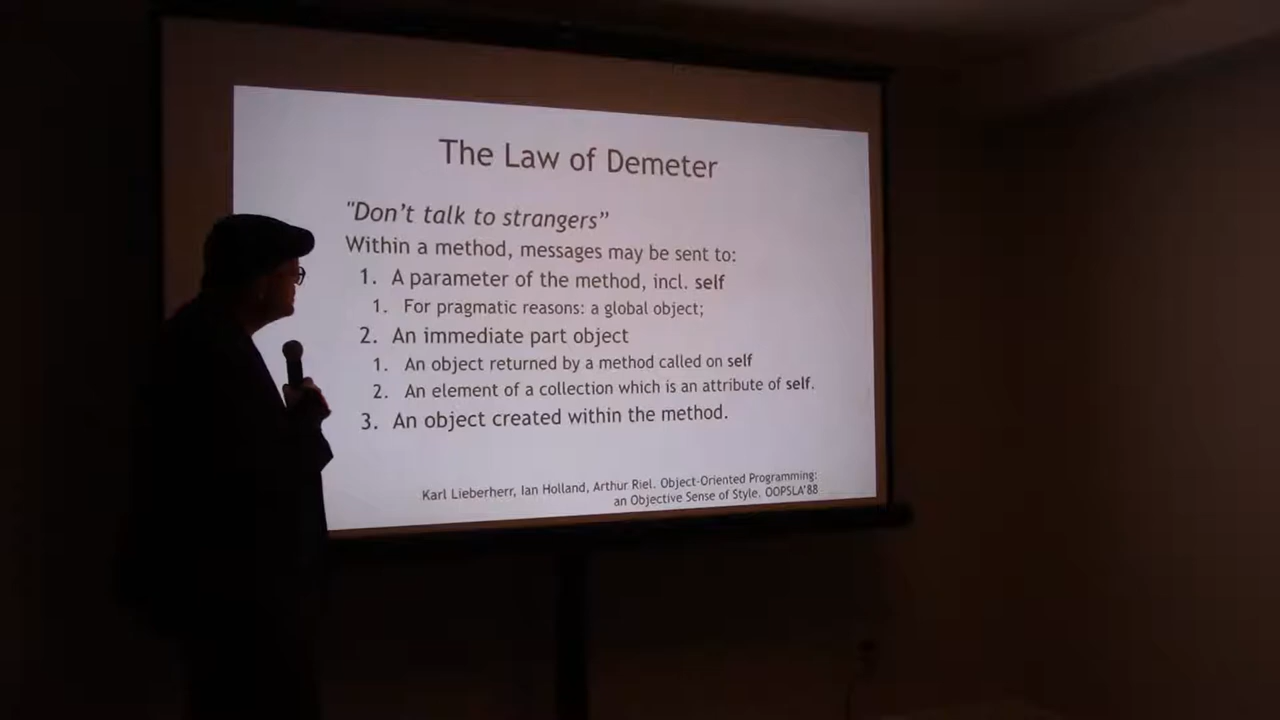 The Law of Demeter
"Don't talk to strangers”
Within a method, messages may be sent to:
1. A parameter of the method, incl. self
1. For pragmatic reasons: a global object;
2. An immediate part object
1. An object returned by a method called on self
2. An element of a collection which is an attribute of self.
3. An object created within the method.
Karl Lieberherr, Ian Holland, Arthur Riel. Object-Oriented Programming:
an Objective Sense of Style. OOPSLA'88